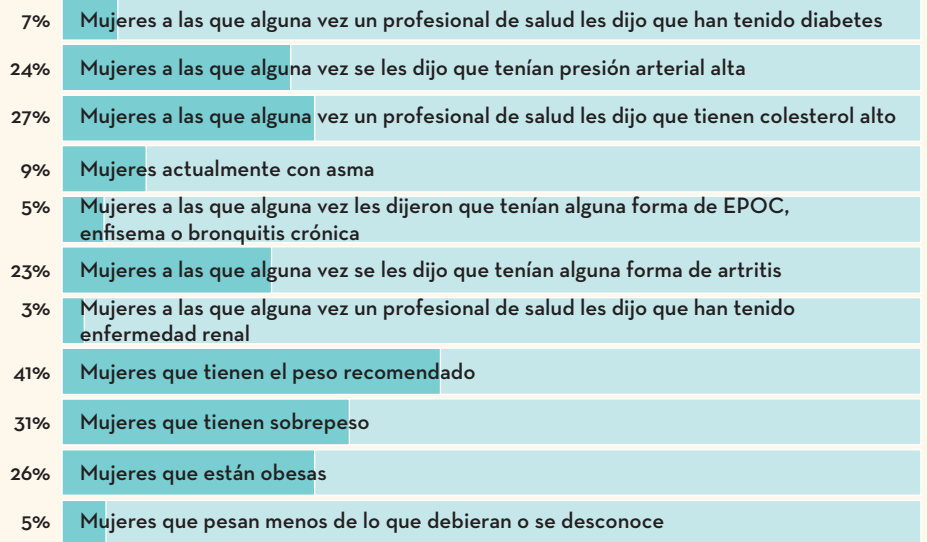 7% Mujeres a las que alguna vez un profesional de salud les dijo que han tenido diabetes
24% Mujeres a las que alguna vez se les dijo que tenían presión arterial alta
27% Mujeres a las que alguna vez un profesional de salud les dijo que tienen colesterol alto
9% Mujeres actualmente con asma
5% Mujeres a las que alguna vez les dijeron que tenían alguna forma de EPOC,
enfisema o bronquitis crónica
23% Mujeres a las que alguna vez se les dijo que tenían alguna forma de artritis
3% Mujeres a las que alguna vez un profesional de salud les dijo que han tenido
enfermedad renal
41% Mujeres que tienen el peso recomendado
31% Mujeres que tienen sobrepeso
26% Mujeres que están obesas
5% Mujeres que pesan menos de lo que debieran o se desconoce